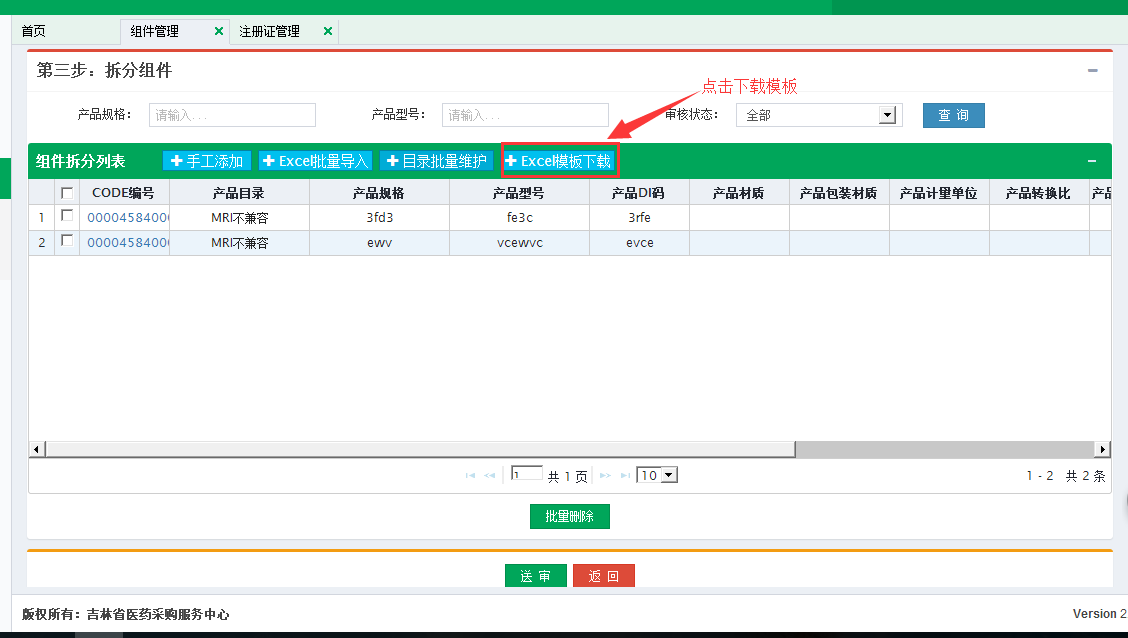 首页 组件管理 × 注册证管理 ×
第三步：拆分组件
点击下载模板
产品规格： 请输入... 产品型号： 请输入... 审核状态： 全部 查 询
组件拆分列表 手工添加 Excel批量导入 目录批量维护 Excel模板下载
CODE编号 产品目录 产品规格 产品型号 产品DI码 产品材质 产品包装材质 产品计量单位 产品转换比 产品
1 00004584000 MRI不兼容 3fd3 fe3c 3rfe
2 00004584000 MRI不兼容 ewv vcewvc evce
1 共 1 页 10 1 - 2 共 2 条
批量删除
送 审 返 回
版权所有：吉林省医药采购服务中心 Version 2